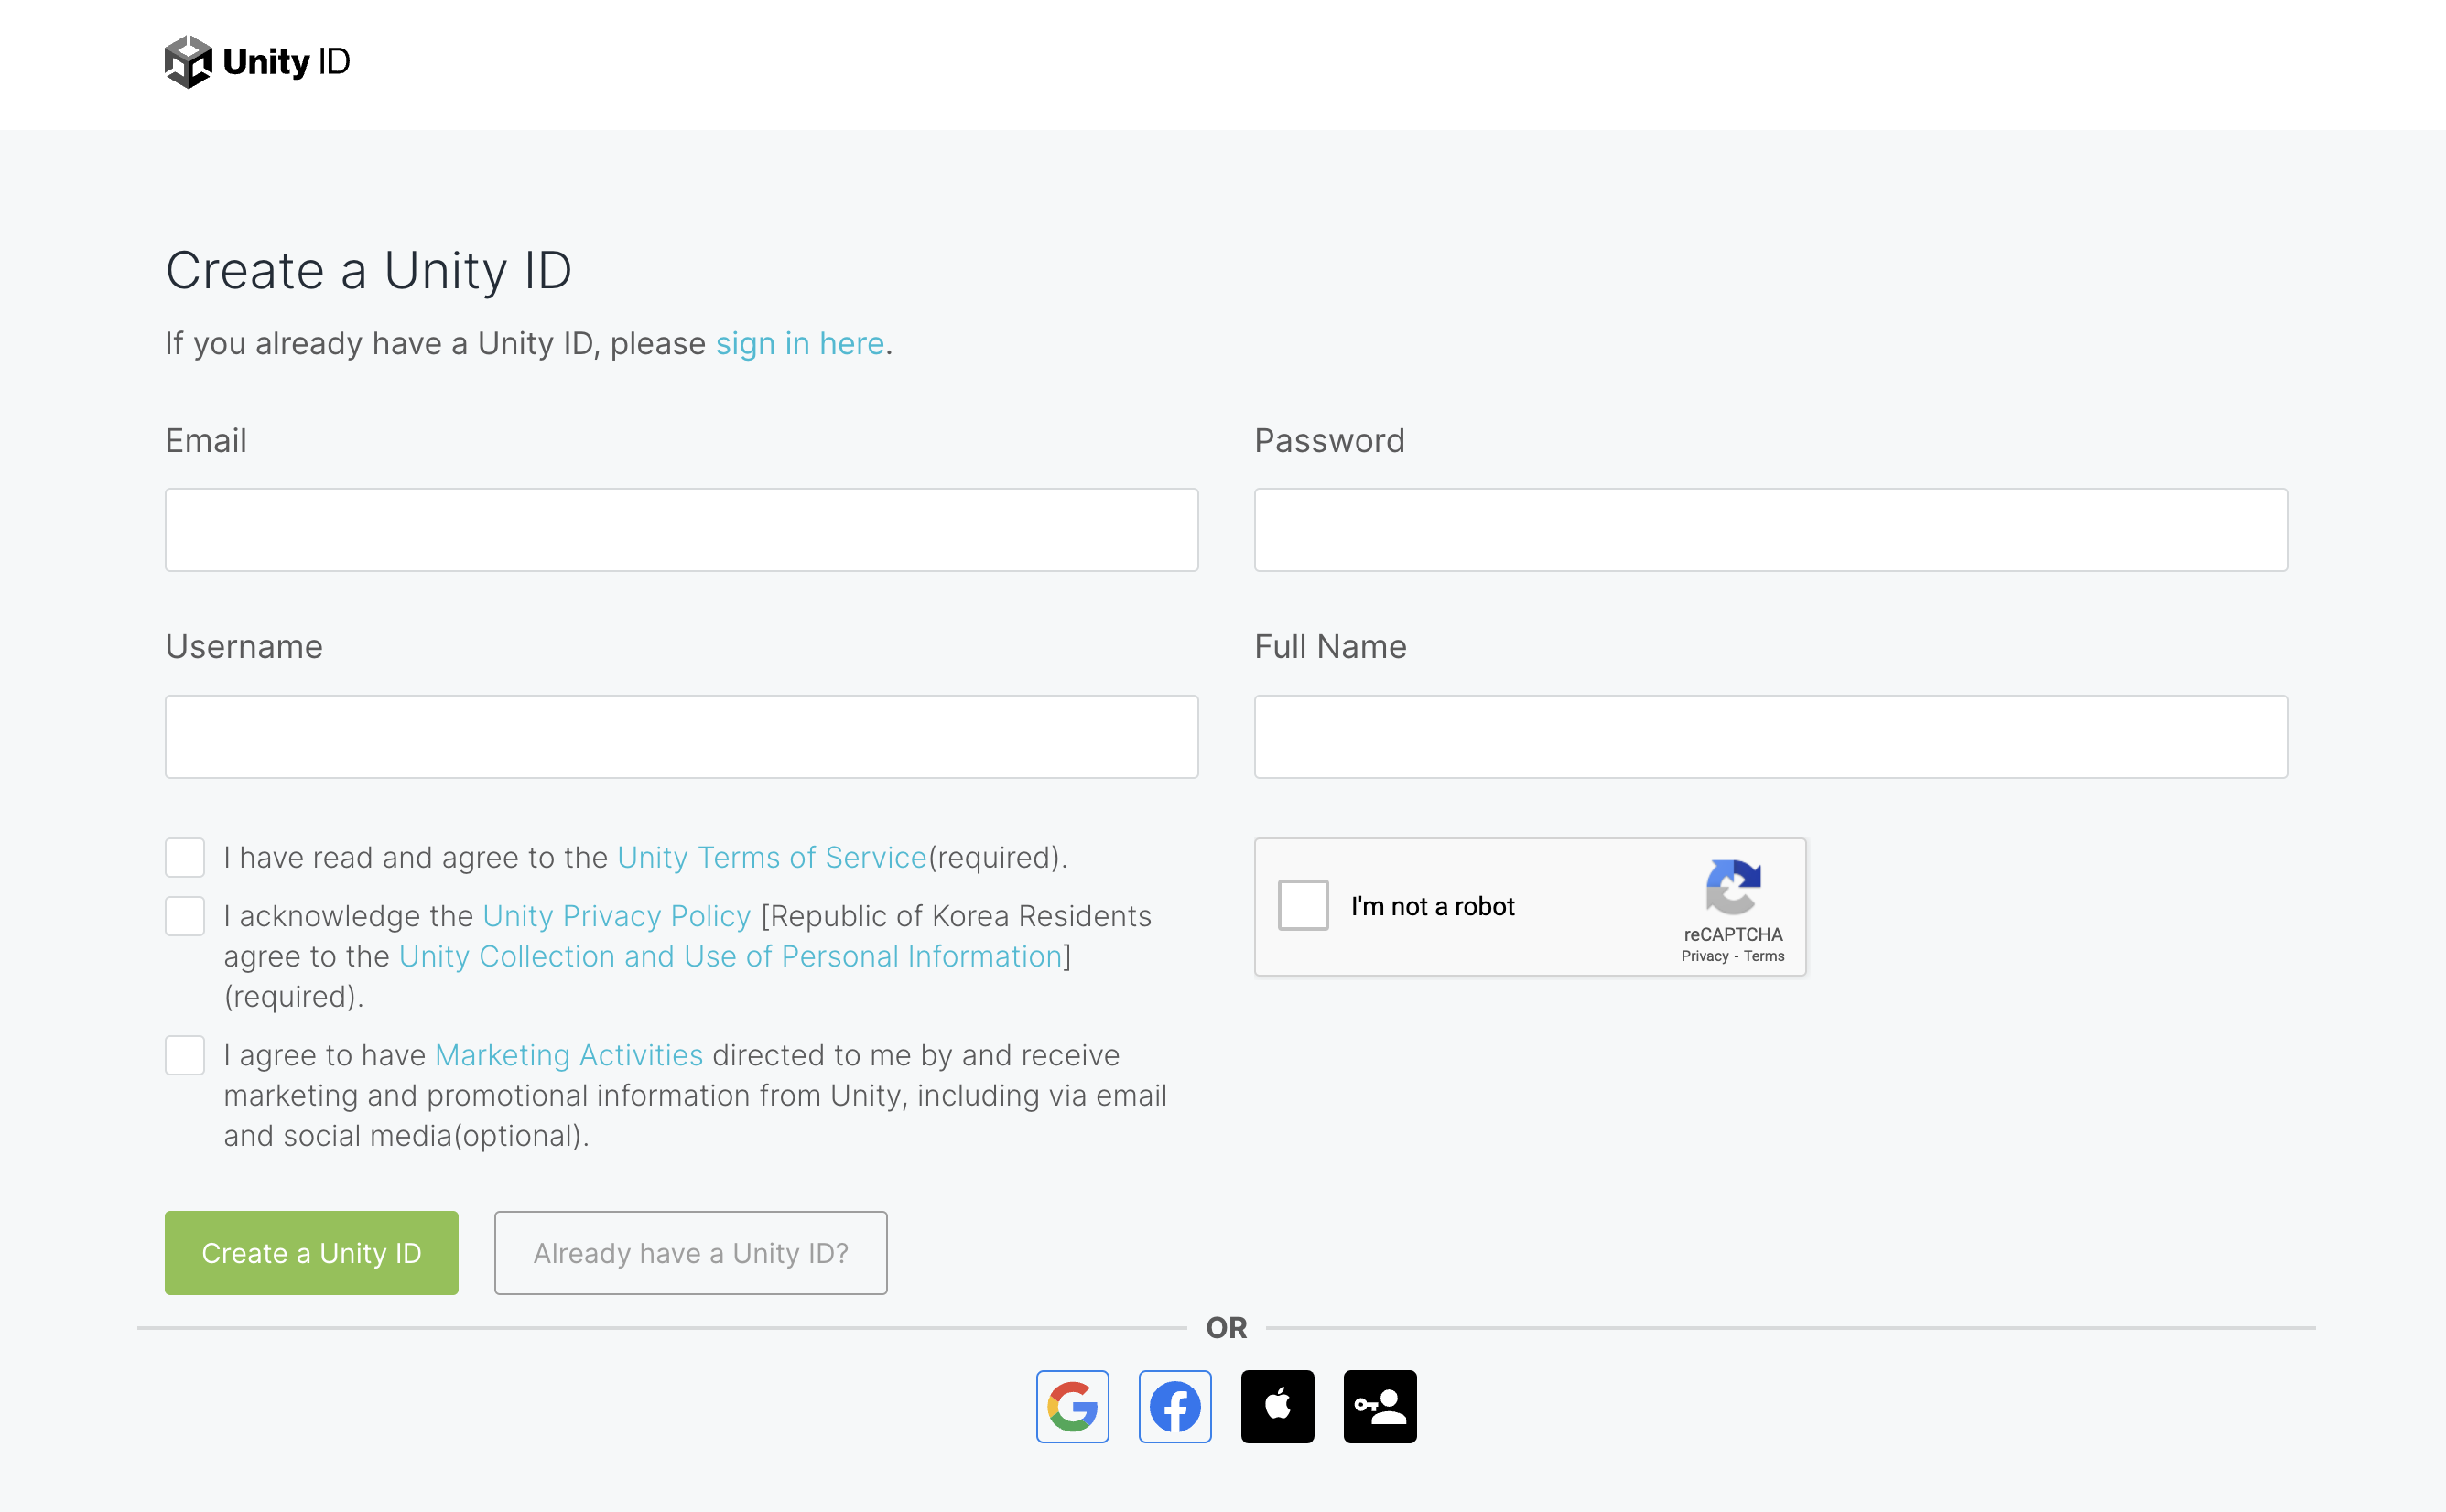 Unity ID
Create a Unity ID
If you already have a Unity ID, please sign in here.
Email
Password
Username
Full Name
I have read and agree to the Unity Terms of Service(required).
I acknowledge the Unity Privacy Policy [Republic of Korea Residents
agree to the Unity Collection and Use of Personal Information]
(required).
I agree to have Marketing Activities directed to me by and receive
marketing and promotional information from Unity, including via email
and social media(optional).
I'm not a robot
reCAPTCHA
Privacy - Terms
Create a Unity ID
Already have a Unity ID?
OR